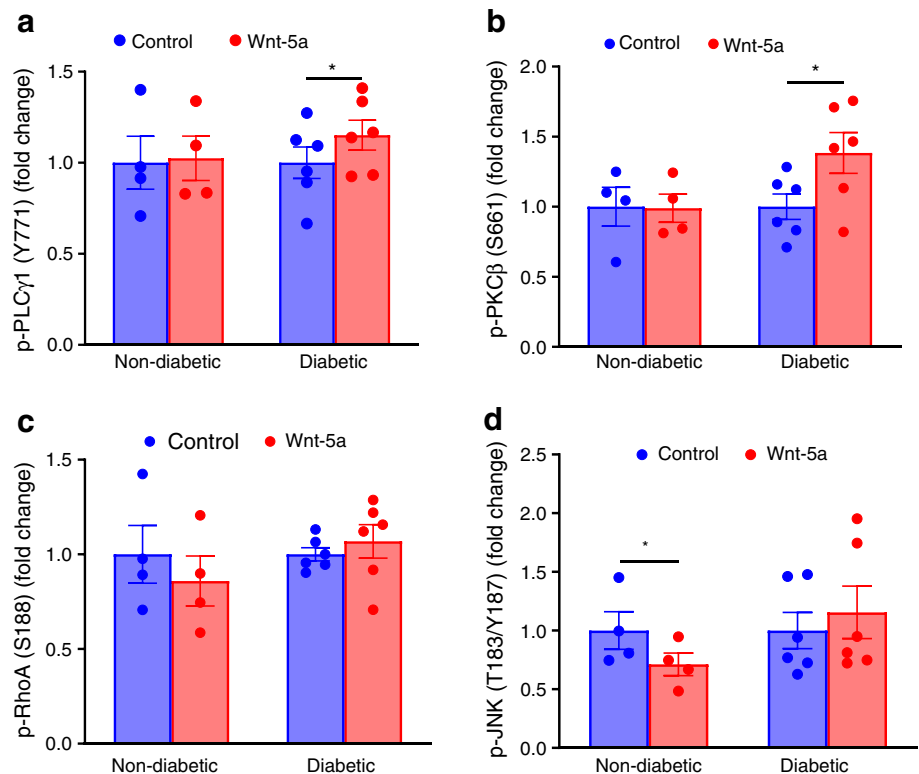 a
Control Wnt-5a
p-PLCγ1 (Y771) (fold change)
1.5
*
1.0
0.5
0.0
Non-diabetic Diabetic
b
Control Wnt-5a
p-PKCβ (S661) (fold change)
2.0
*
1.5
1.0
0.5
0.0
Non-diabetic Diabetic
c
Control Wnt-5a
p-RhoA (S188) (fold change)
1.5
1.0
0.5
0.0
Non-diabetic Diabetic
d
Control Wnt-5a
p-JNK (T183/Y187) (fold change)
2.5
2.0
*
1.5
1.0
0.5
0.0
Non-diabetic Diabetic